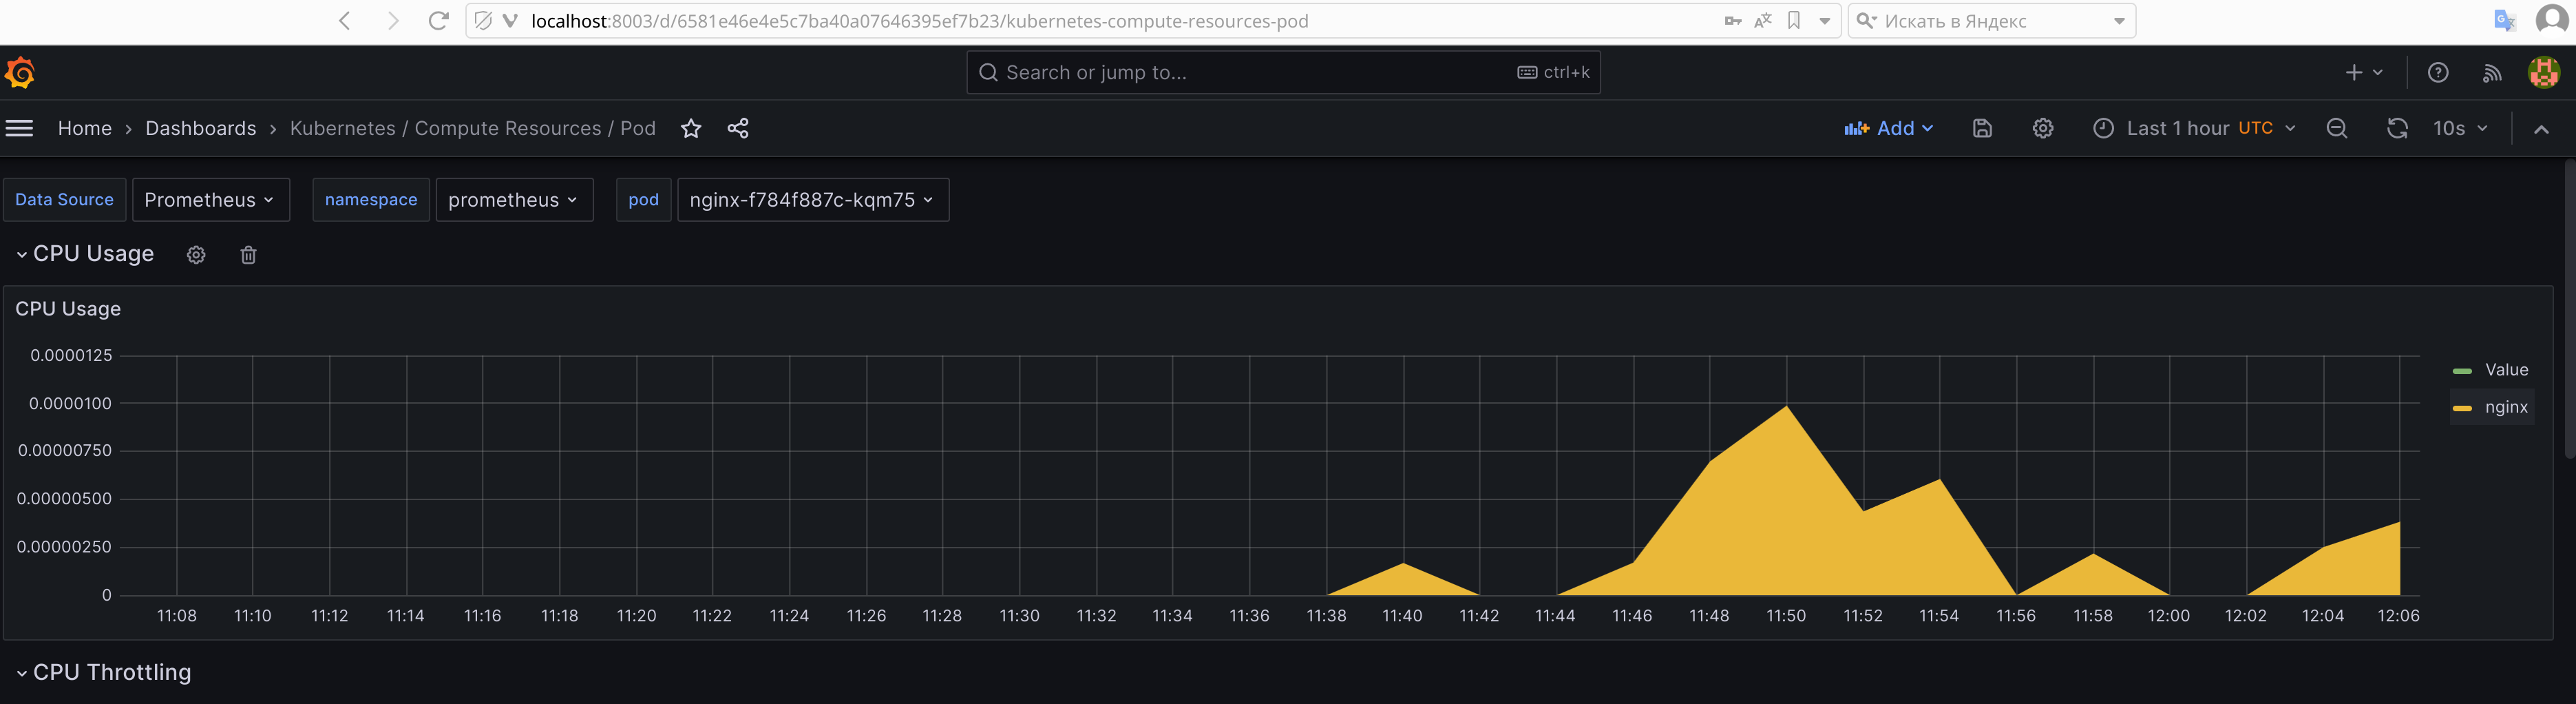 localhost:8003/d/6581e46e4e5c7ba40a07646395ef7b23/kubernetes-compute-resources-pod
Искать в Яндекс
Search or jump to...
ctrl+k
Home › Dashboards › Kubernetes / Compute Resources / Pod
Add
Last 1 hour UTC
10s
Data Source Prometheus namespace prometheus pod nginx-f784f887c-kqm75
CPU Usage
CPU Usage
0.0000125
0.0000100
0.00000750
0.00000500
0.00000250
0
11:08 11:10 11:12 11:14 11:16 11:18 11:20 11:22 11:24 11:26 11:28 11:30 11:32 11:34 11:36 11:38 11:40 11:42 11:44 11:46 11:48 11:50 11:52 11:54 11:56 11:58 12:00 12:02 12:04 12:06
Value
nginx
CPU Throttling